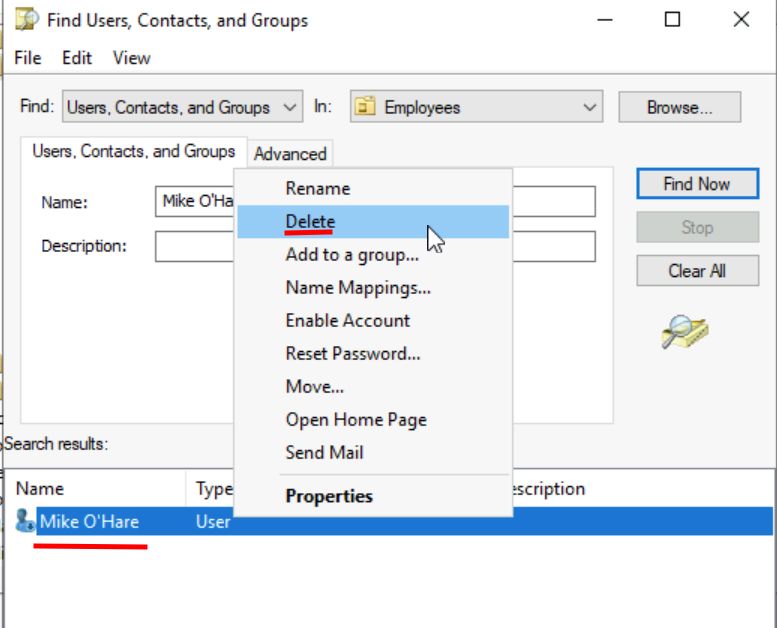 Find Users, Contacts, and Groups
File Edit View
Find: Users, Contacts, and Groups In: Employees Browse...
Users, Contacts, and Groups Advanced
Name: Mike O'Ha
Description:
Find Now
Stop
Clear All
Rename
Delete
Add to a group...
Name Mappings...
Enable Account
Reset Password...
Move...
Open Home Page
Send Mail
Properties
Search results:
Name Type escription
Mike O'Hare User